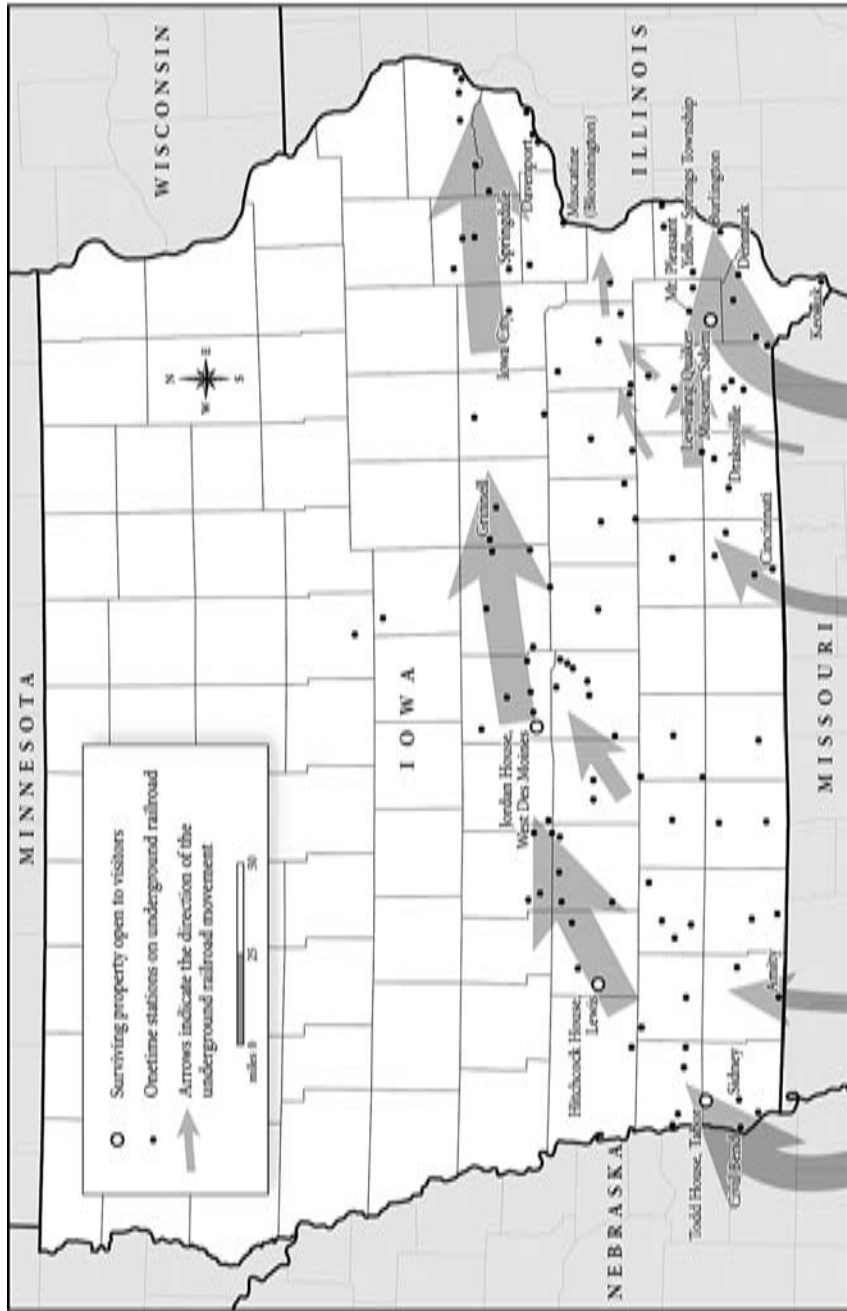 MINNESOTA
WISCONSIN
Surviving property open to visitors
Onetime stations on underground railroad
Arrows indicate the direction of the
underground railroad movement
miles 0 25 50
N
W E
S
IOWA
ILLINOIS
NEBRASKA
MISSOURI
Jordan House,
West Des Moines
Grinnell
Iowa City
Springdale
Davenport
Muscatine
(Bloomington)
Hitchcock House,
Lewis
Todd House, Tabor
Civil Bend
Sidney
Amity
Cincinnati
Drakesville
Lewelling Quaker
Museum, Salem
Mt. Pleasant
Yellow Springs Township
Burlington
Denmark
Keokuk